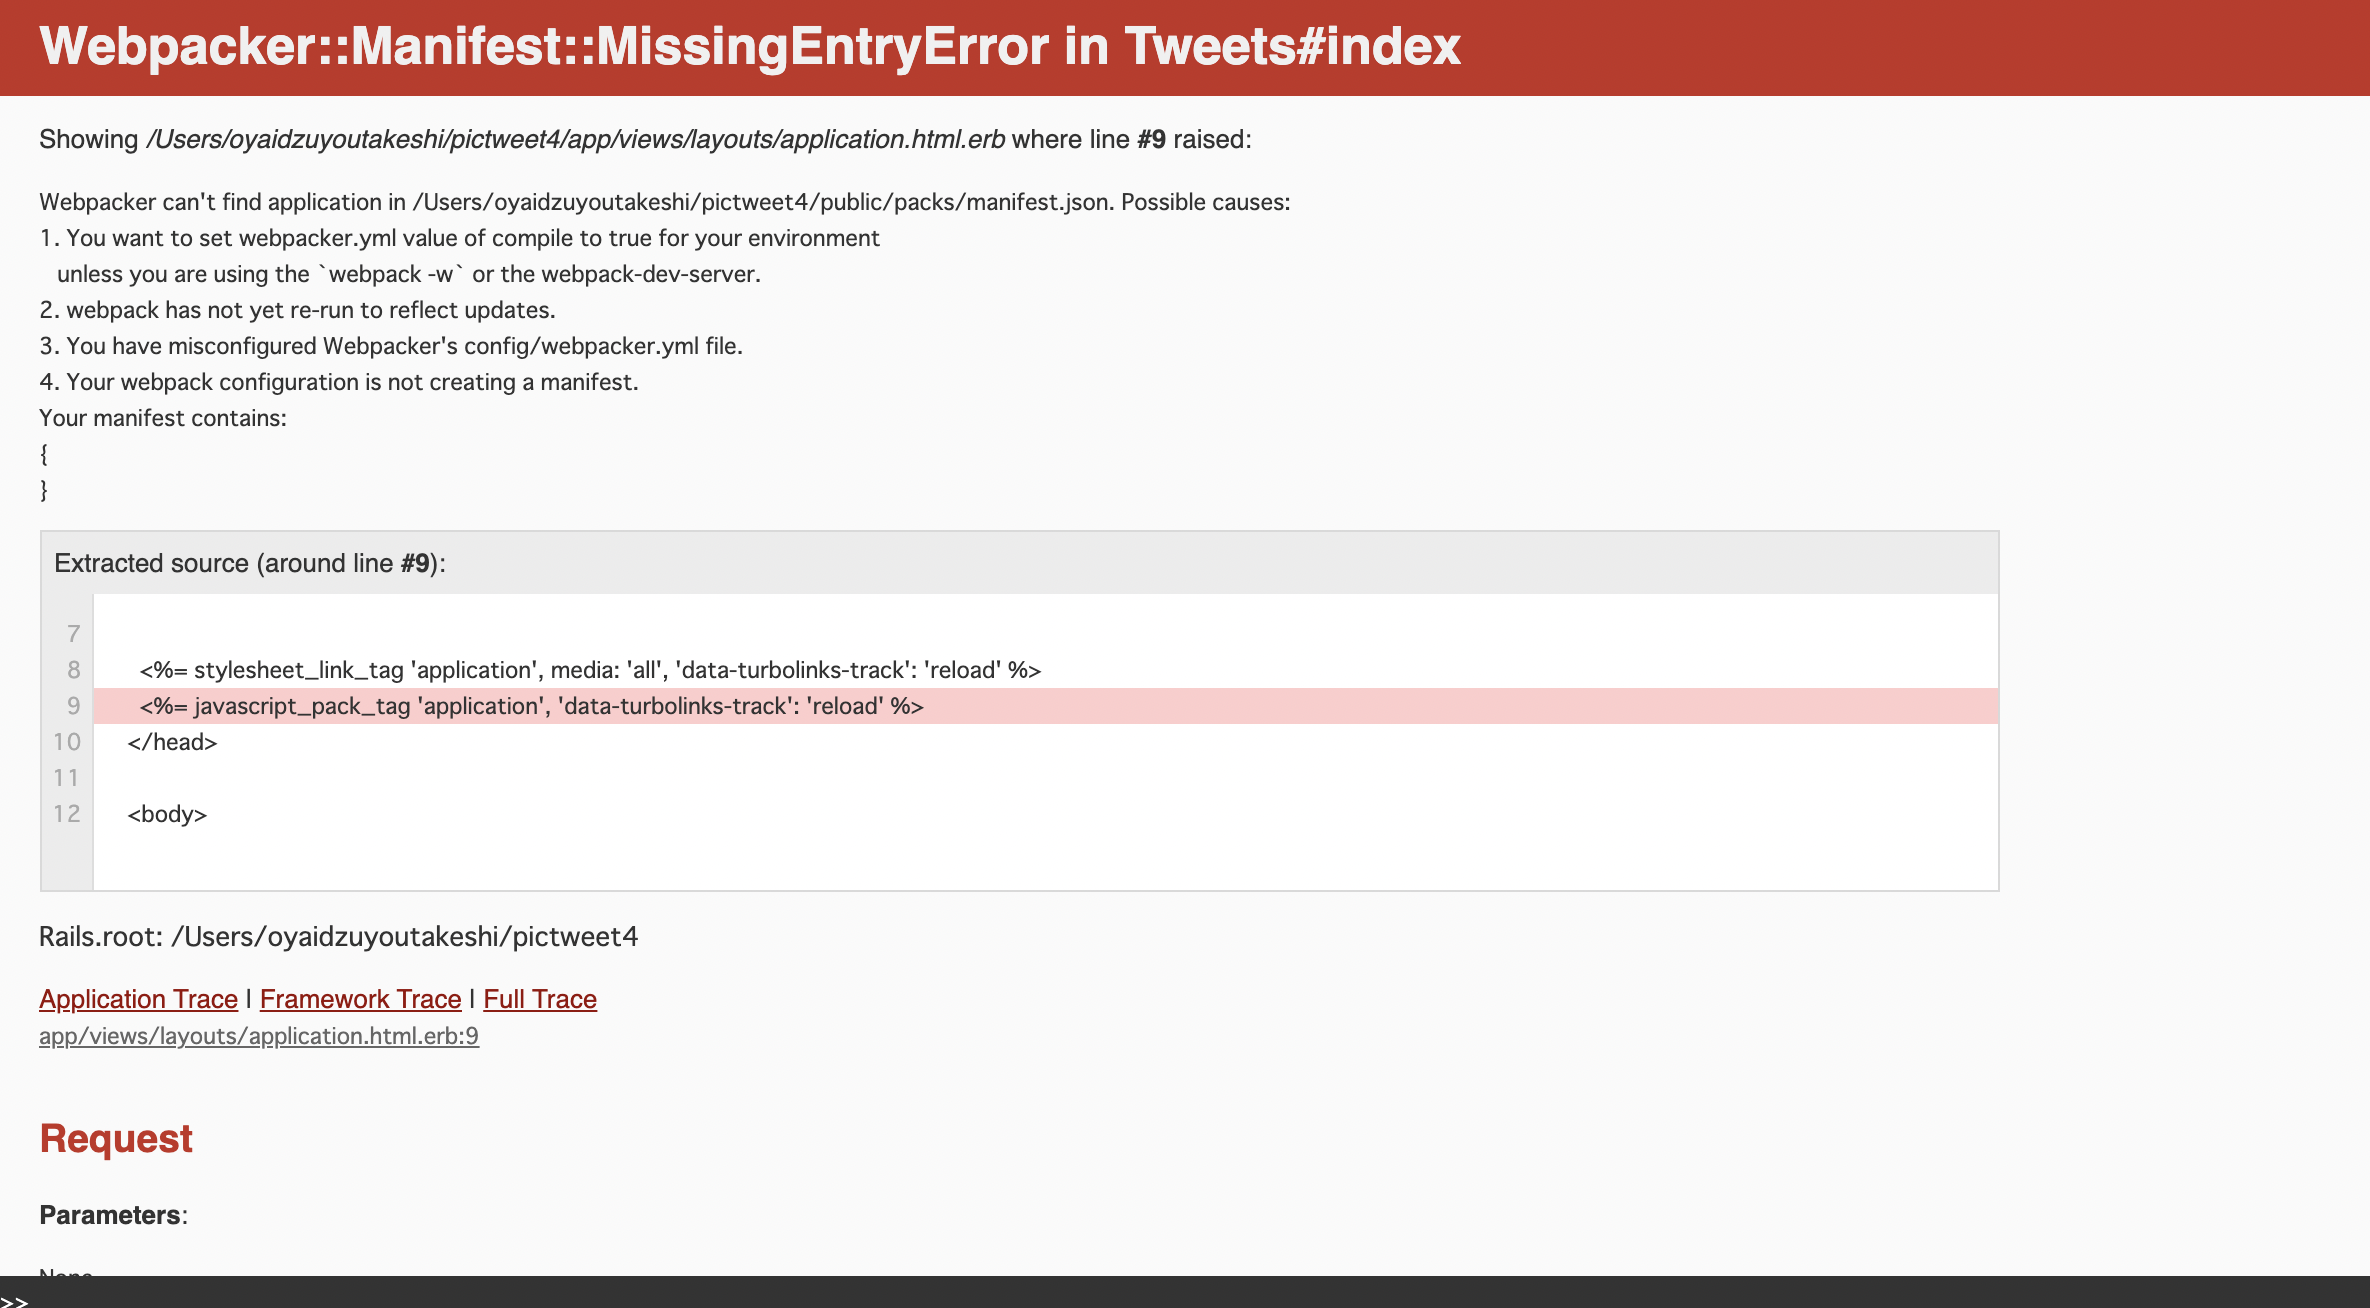 Webpacker::Manifest::MissingEntryError in Tweets#index
Showing /Users/oyaidzuyoutakeshi/pictweet4/app/views/layouts/application.html.erb where line #9 raised:
Webpacker can't find application in /Users/oyaidzuyoutakeshi/pictweet4/public/packs/manifest.json. Possible causes:
1. You want to set webpacker.yml value of compile to true for your environment
unless you are using the `webpack -w` or the webpack-dev-server.
2. webpack has not yet re-run to reflect updates.
3. You have misconfigured Webpacker's config/webpacker.yml file.
4. Your webpack configuration is not creating a manifest.
Your manifest contains:
{
}
Extracted source (around line #9):
7
8 <%= stylesheet_link_tag 'application', media: 'all', 'data-turbolinks-track': 'reload' %>
9 <%= javascript_pack_tag 'application', 'data-turbolinks-track': 'reload' %>
10 </head>
11
12 <body>
Rails.root: /Users/oyaidzuyoutakeshi/pictweet4
Application Trace | Framework Trace | Full Trace
app/views/layouts/application.html.erb:9
Request
Parameters:
None
>>